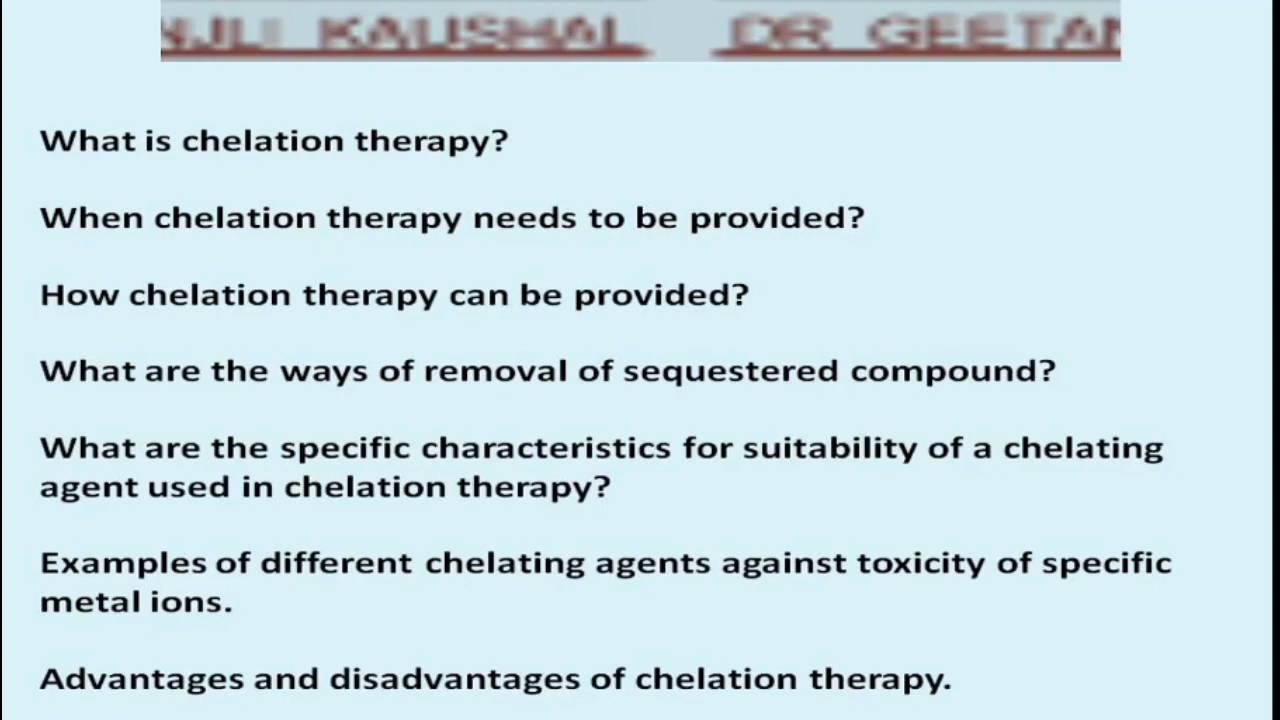 KAUSHAL DR
What is chelation therapy?
When chelation therapy needs to be provided?
How chelation therapy can be provided?
What are the ways of removal of sequestered compound?
What are the specific characteristics for suitability of a chelating
agent used in chelation therapy?
Examples of different chelating agents against toxicity of specific
metal ions.
Advantages and disadvantages of chelation therapy.